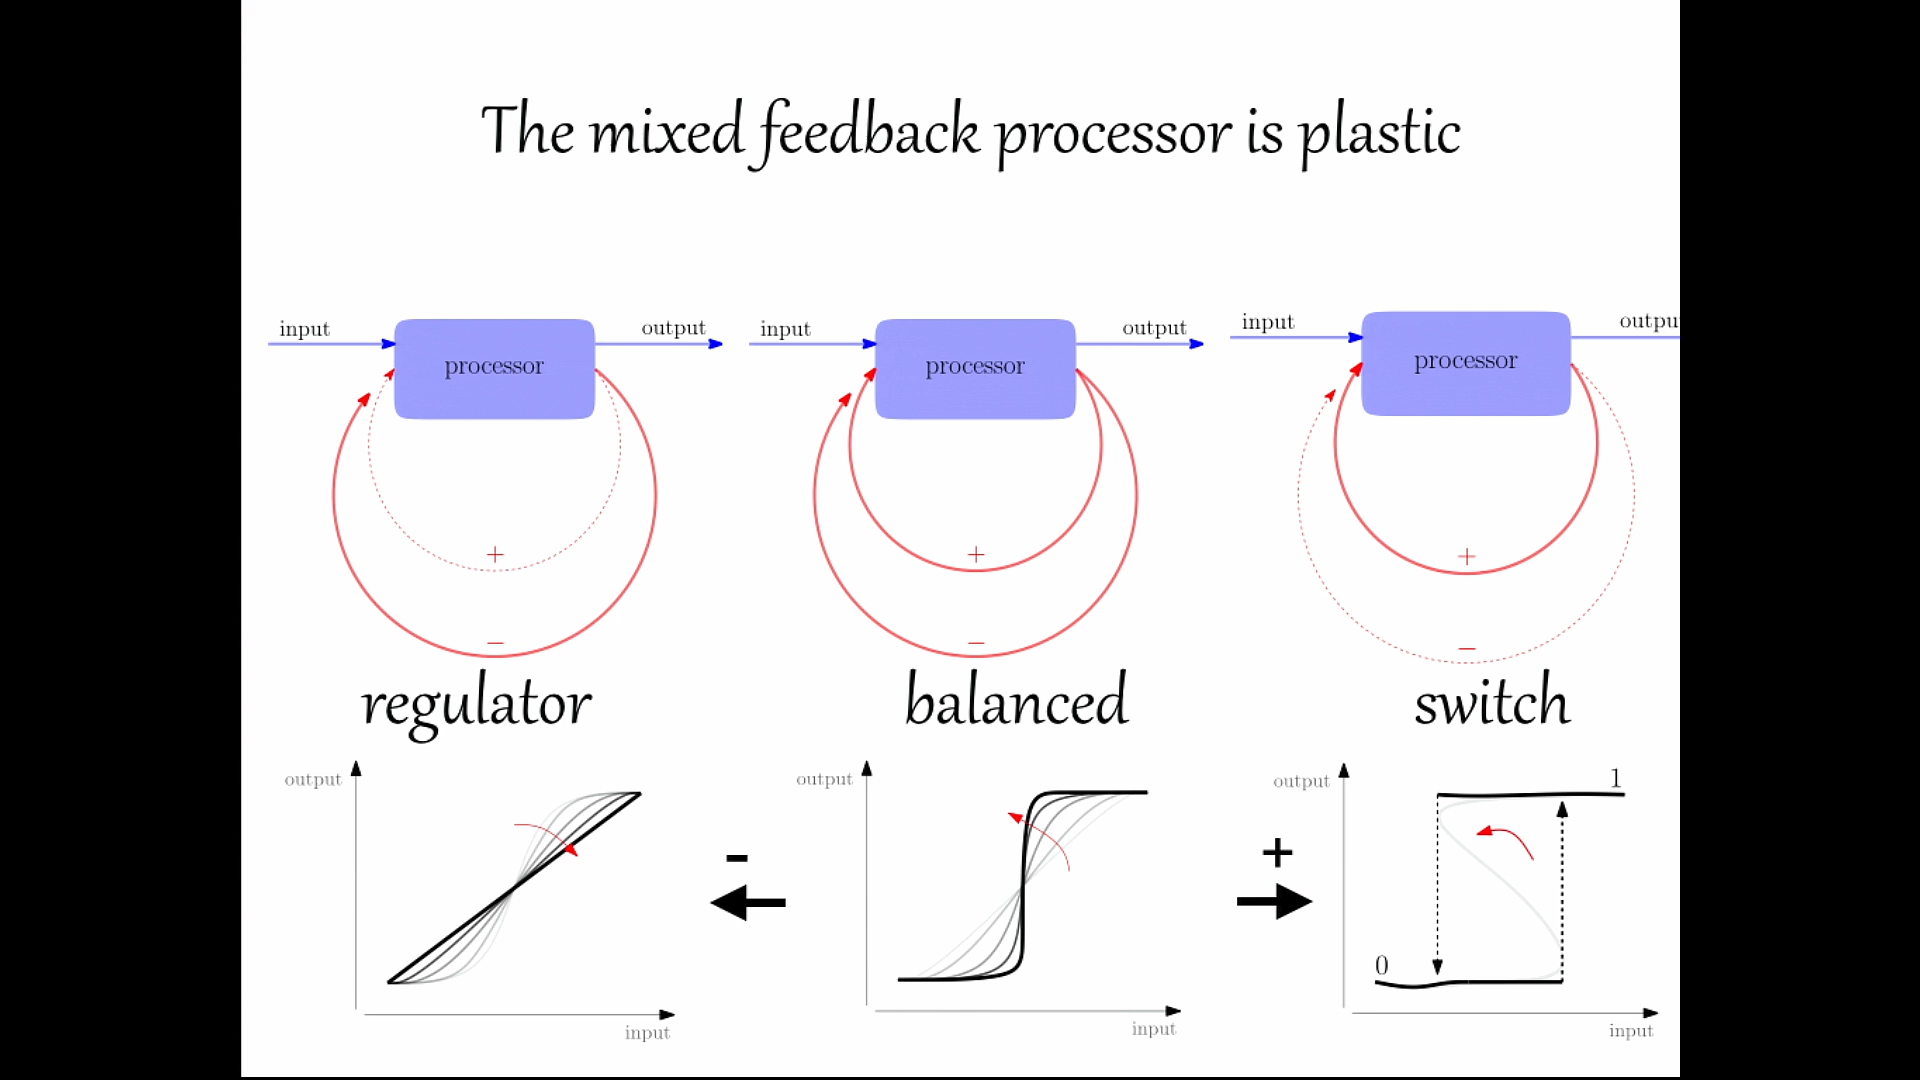 The mixed feedback processor is plastic
input
processor
output
+
−
input
processor
output
+
−
input
processor
outpu
+
−
regulator
balanced
switch
output
input
-
output
input
+
output
1
0
input